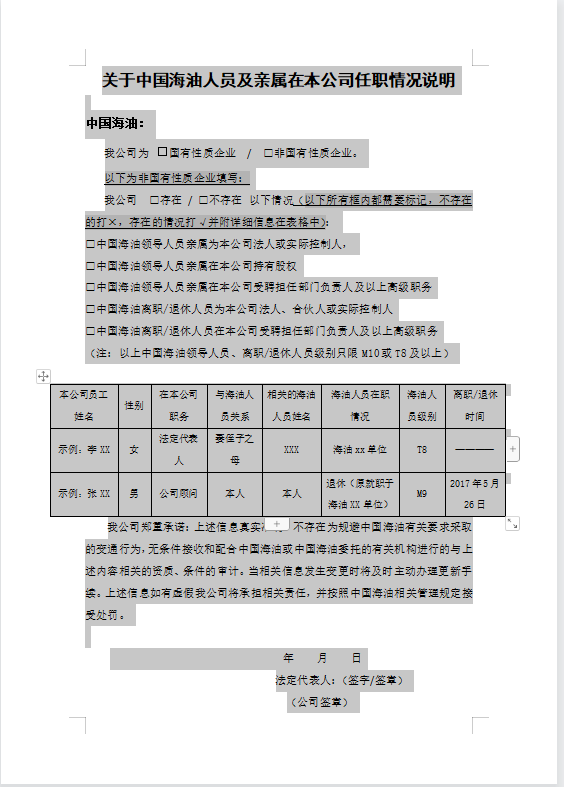 关于中国海油人员及亲属在本公司任职情况说明
中国海油：
我公司为 □国有性质企业 / □非国有性质企业。
以下为非国有性质企业填写：
我公司 □存在 / □不存在 以下情况（以下所有框内都需要标记，不存在
的打×，存在的情况打√并附详细信息在表格中）：
□中国海油领导人员亲属为本公司法人或实际控制人，
□中国海油领导人员亲属在本公司持有股权
□中国海油领导人员亲属在本公司受聘担任部门负责人及以上高级职务
□中国海油离职/退休人员为本公司法人、合伙人或实际控制人
□中国海油离职/退休人员在本公司受聘担任部门负责人及以上高级职务
（注：以上中国海油领导人员、离职/退休人员级别只限 M10 或 T8 及以上）
本公司员工姓名 性别 在本公司职务 与海油人员关系 相关的海油人员姓名 海油人员在职情况 海油人员级别 离职/退休时间
示例：李 XX 女 法定代表人 妻侄子之母 XXX 海油 xx 单位 T8 ————
示例：张 XX 男 公司顾问 本人 本人 退休（原就职于海油 XX 单位） M9 2017 年 5 月 26 日
我公司郑重承诺：上述信息真实 不存在为规避中国海油有关要求采取
的变通行为，无条件接收和配合中国海油或中国海油委托的有关机构进行的与上
述内容相关的资质、条件的审计。当相关信息发生变更时将及时主动办理更新手
续。上述信息如有虚假我公司将承担相关责任，并按照中国海油相关管理规定接
受处罚。
年 月 日
法定代表人：（签字/签章）
（公司签章）